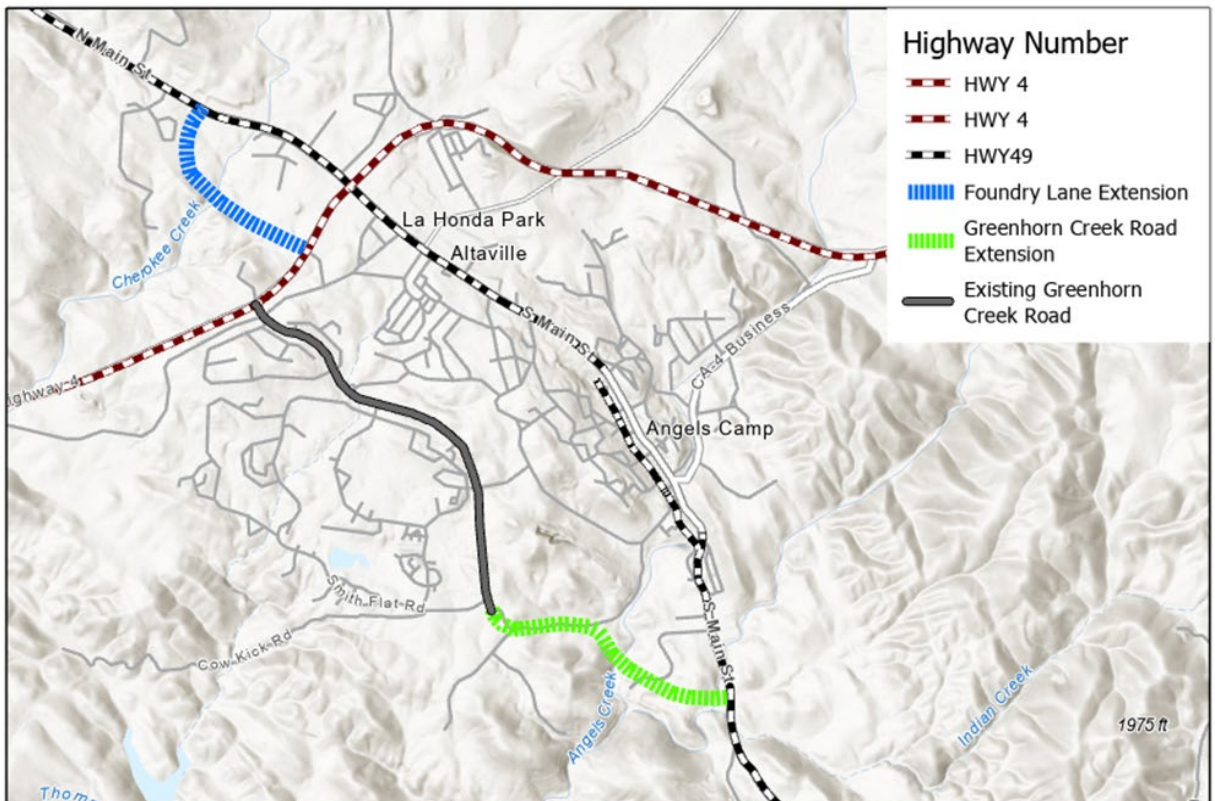 Highway Number
HWY 4
HWY 4
HWY49
Foundry Lane Extension
Greenhorn Creek Road
Extension
Existing Greenhorn
Creek Road
N Main St
La Honda Park
Altaville
Cherokee Creek
S Main St
CA-4 Business
ighway 4
Angels Camp
Smith Flat Rd
Cow Kick Rd
S Main St
Angels Creek
Indian Creek
1975 ft
Thom